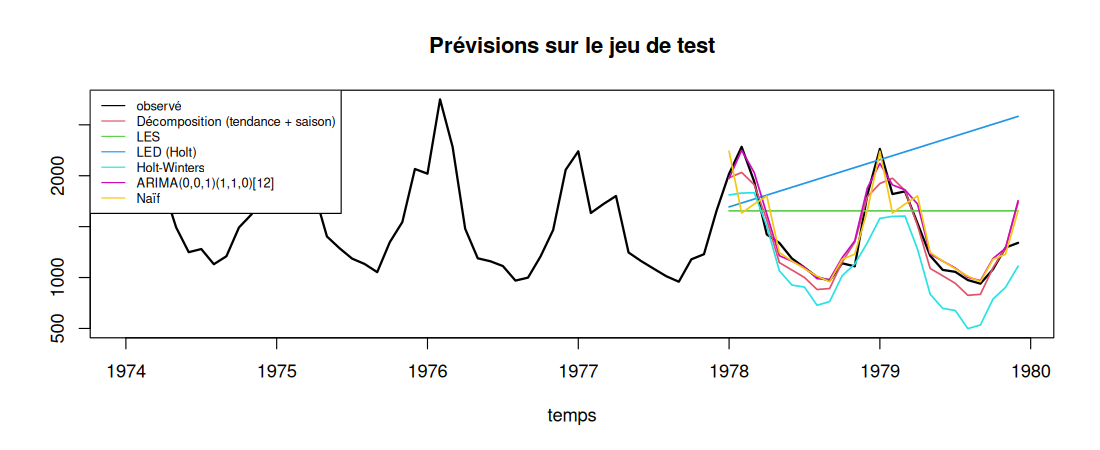 Prévisions sur le jeu de test
observé
Décomposition (tendance + saison)
LES
LED (Holt)
Holt-Winters
ARIMA(0,0,1)(1,1,0)[12]
Naïf
2000
1000
500
1974 1975 1976 1977 1978 1979 1980
temps